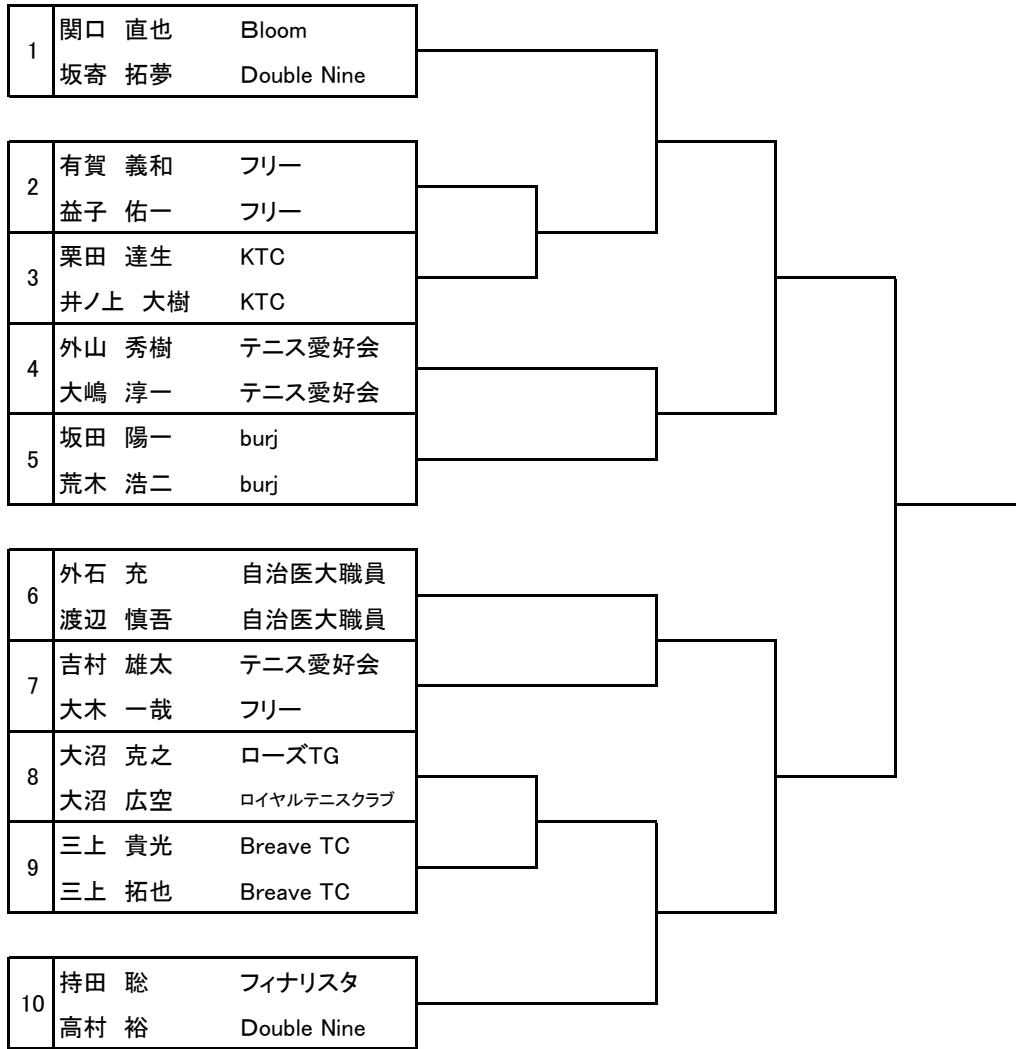 1
関口 直也 Bloom
坂寄 拓夢 Double Nine
2
有賀 義和 フリー
益子 佑一 フリー
3
栗田 達生 KTC
井ノ上 大樹 KTC
4
外山 秀樹 テニス愛好会
大嶋 淳一 テニス愛好会
5
坂田 陽一 burj
荒木 浩二 burj
6
外石 充 自治医大職員
渡辺 慎吾 自治医大職員
7
吉村 雄太 テニス愛好会
大木 一哉 フリー
8
大沼 克之 ローズTG
大沼 広空 ロイヤルテニスクラブ
9
三上 貴光 Breave TC
三上 拓也 Breave TC
10
持田 聡 フィナリスタ
高村 裕 Double Nine